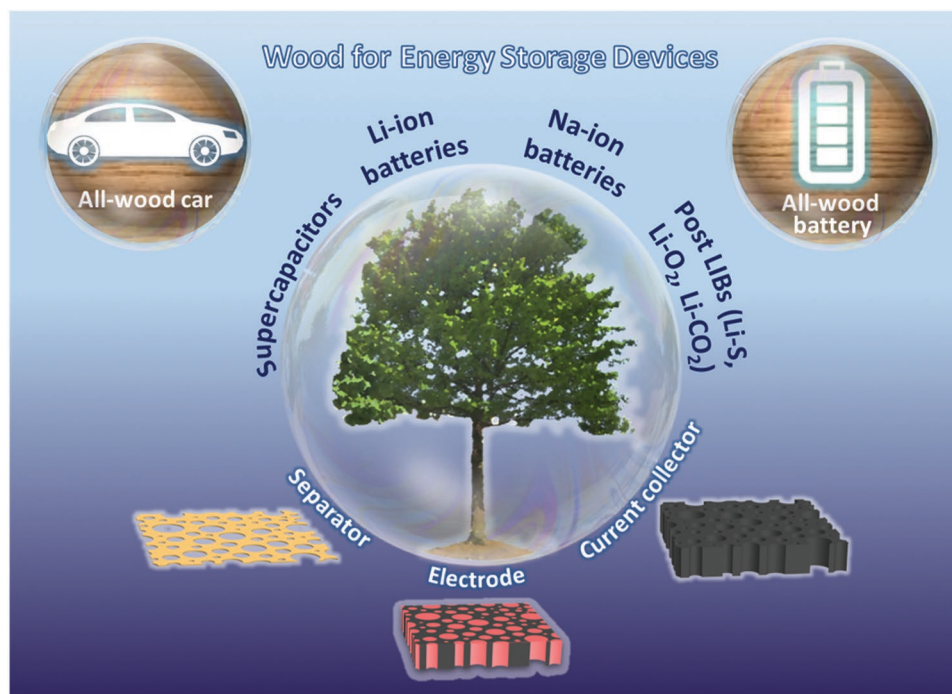 Wood for Energy Storage Devices
All-wood car
All-wood
battery
Supercapacitors
Li-ion
batteries
Na-ion
batteries
Post LIBs (Li-S,
Li-O₂, Li-CO₂)
Separator
Electrode
Current collector